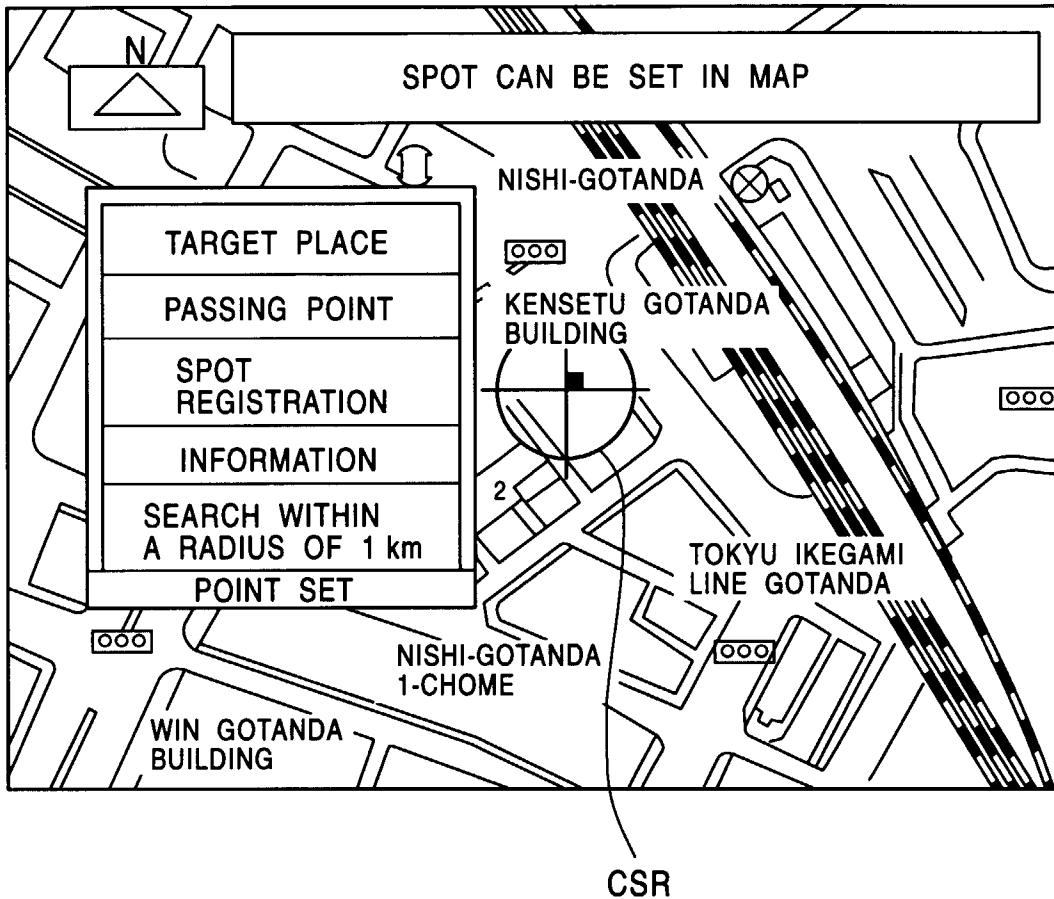 N
SPOT CAN BE SET IN MAP
NISHI-GOTANDA
TARGET PLACE
PASSING POINT
SPOT
REGISTRATION
INFORMATION
SEARCH WITHIN
A RADIUS OF 1 km
POINT SET
KENSETU GOTANDA
BUILDING
2
TOKYU IKEGAMI
LINE GOTANDA
NISHI-GOTANDA
1-CHOME
WIN GOTANDA
BUILDING
CSR